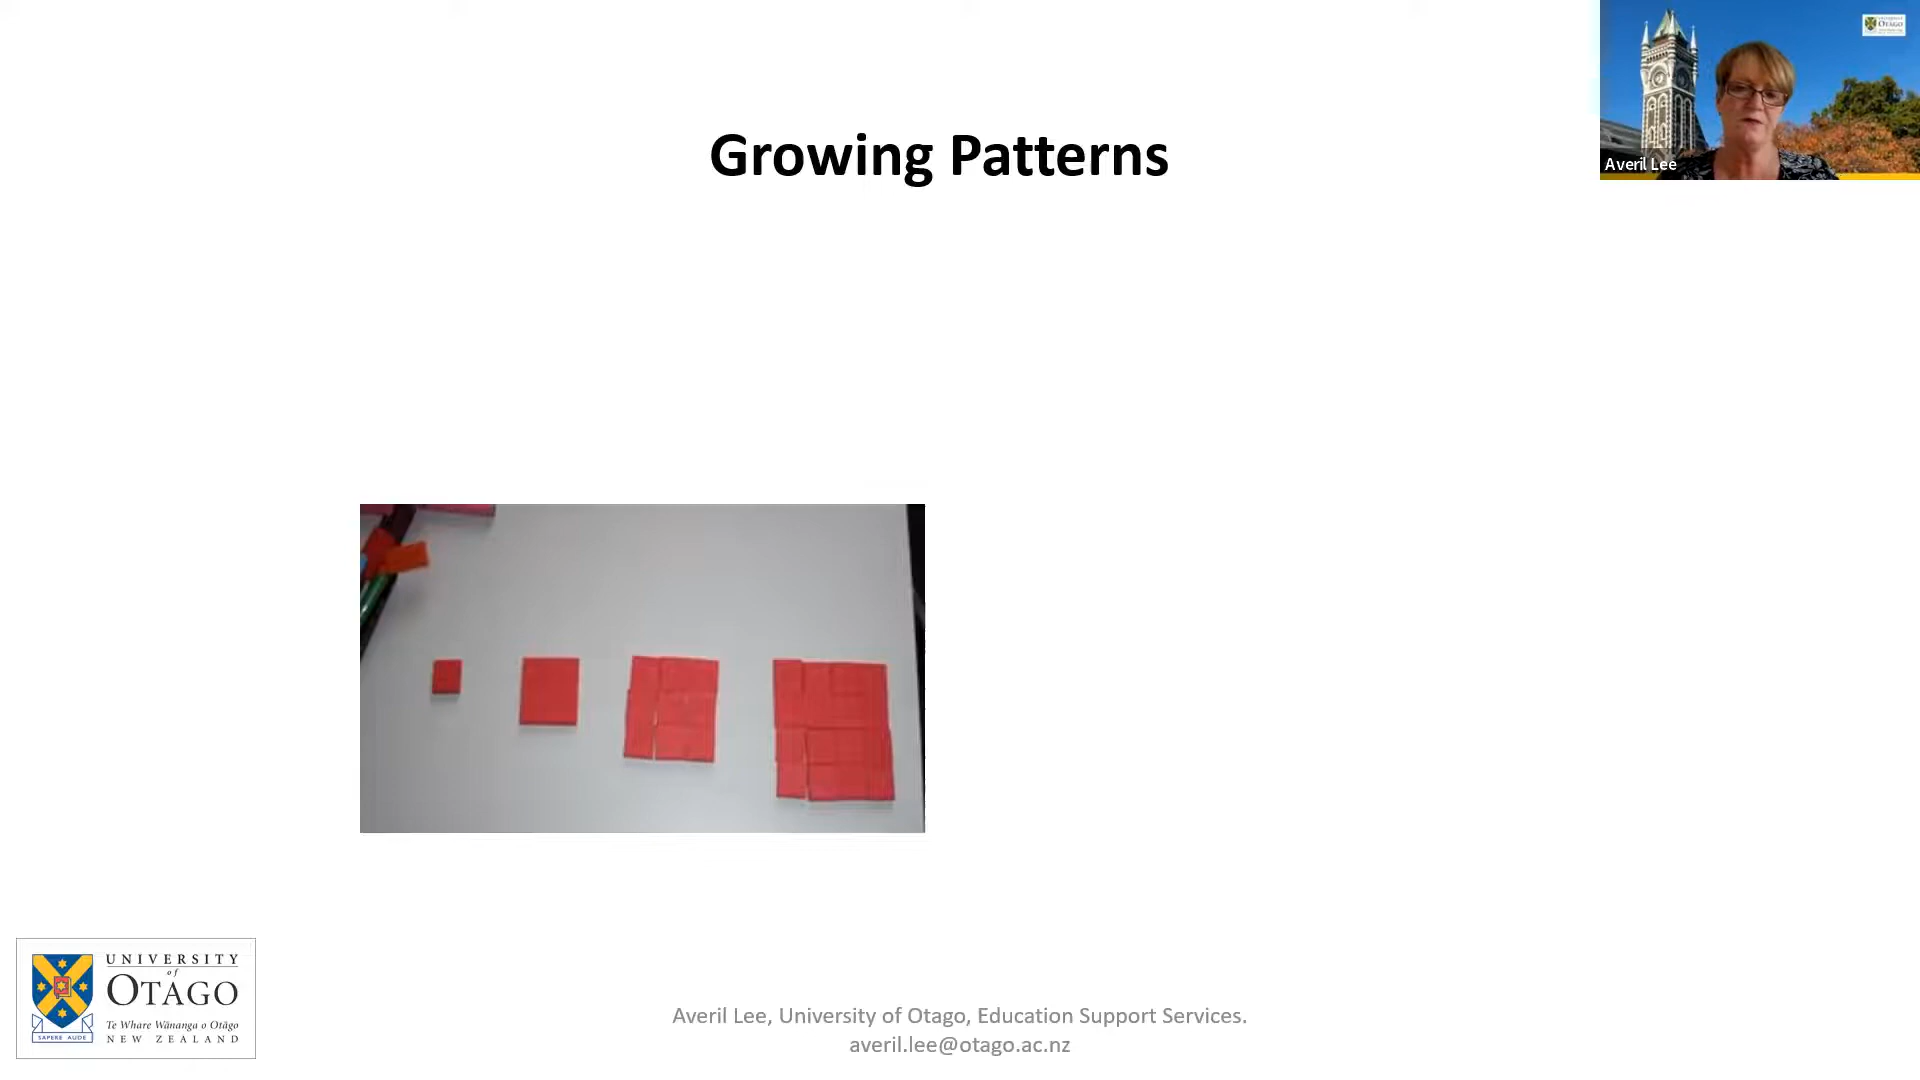 Growing Patterns
OTAGO
Averil Lee
UNIVERSITY
of
OTAGO
Te Whare Wānanga o Otāgo
NEW ZEALAND
SAPERE AUDE
Averil Lee, University of Otago, Education Support Services.
averil.lee@otago.ac.nz